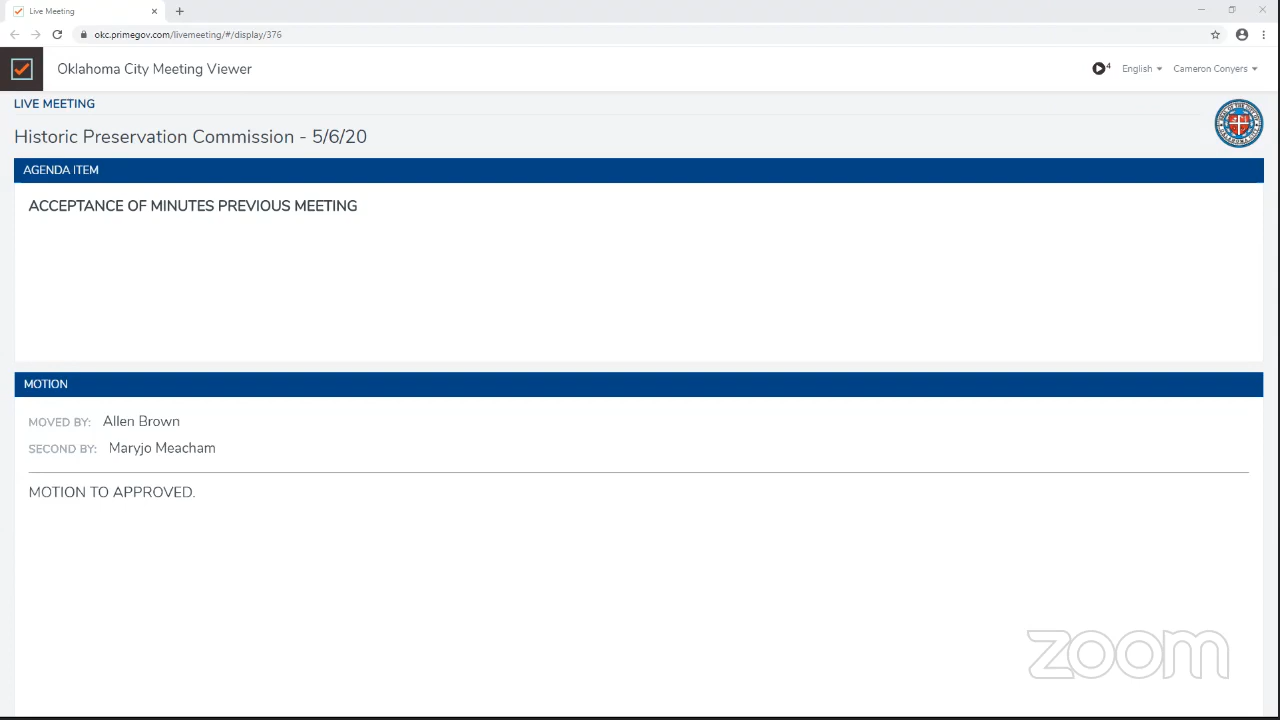 Live Meeting
okc.primegov.com/livemeeting/#/display/376
Oklahoma City Meeting Viewer
4
English
Cameron Conyers
LIVE MEETING
Historic Preservation Commission - 5/6/20
AGENDA ITEM
ACCEPTANCE OF MINUTES PREVIOUS MEETING
MOTION
MOVED BY: Allen Brown
SECOND BY: Maryjo Meacham
MOTION TO APPROVED.
zoom